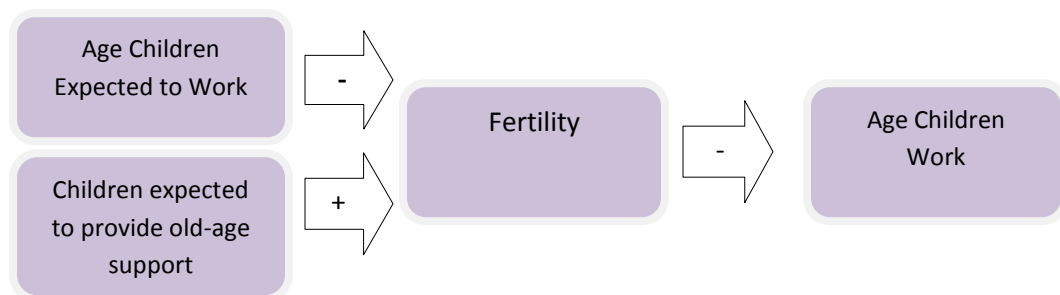 Age Children
Expected to Work
-
Children expected
to provide old-age
support
+
Fertility
-
Age Children
Work